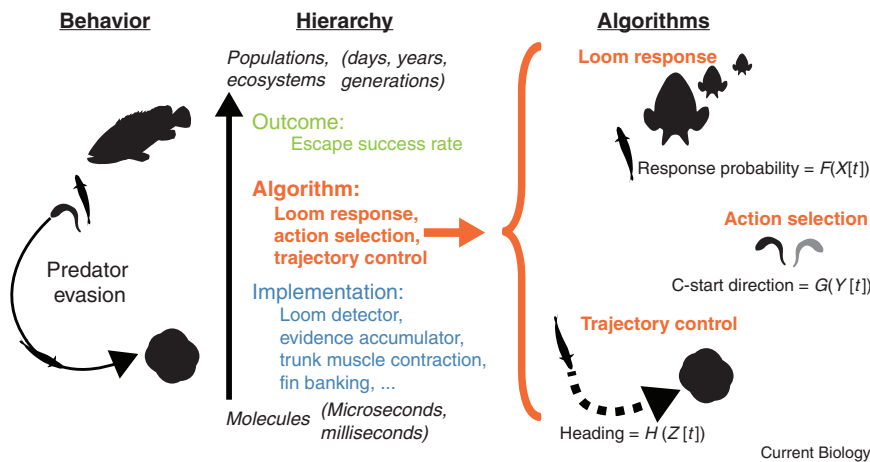 Behavior
Predator
evasion
Hierarchy
Populations, (days, years,
ecosystems generations)
Outcome:
Escape success rate
Algorithm:
Loom response,
action selection,
trajectory control
Implementation:
Loom detector,
evidence accumulator,
trunk muscle contraction,
fin banking, ...
Molecules (Microseconds,
milliseconds)
Algorithms
Loom response
Response probability = F(X[t])
Action selection
C-start direction = G(Y[t])
Trajectory control
Heading = H(Z[t])
Current Biology